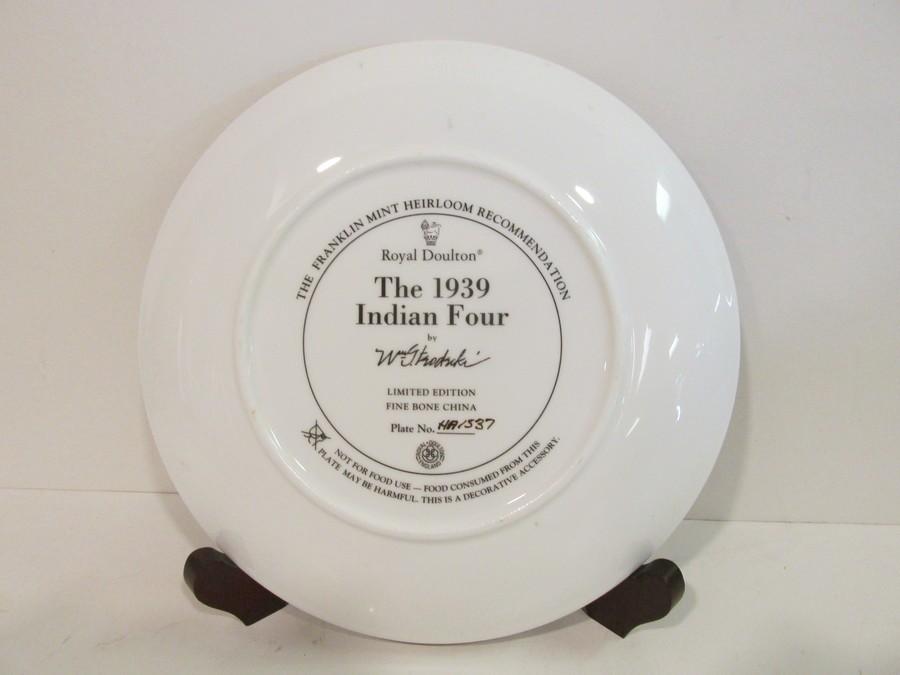 THE FRANKLIN MINT HEIRLOOM RECOMMENDATION
Royal Doulton®
The 1939
Indian Four
by
LIMITED EDITION
FINE BONE CHINA
Plate No. HA1537
NOT FOR FOOD USE — FOOD CONSUMED FROM THIS
PLATE MAY BE HARMFUL. THIS IS A DECORATIVE ACCESSORY.